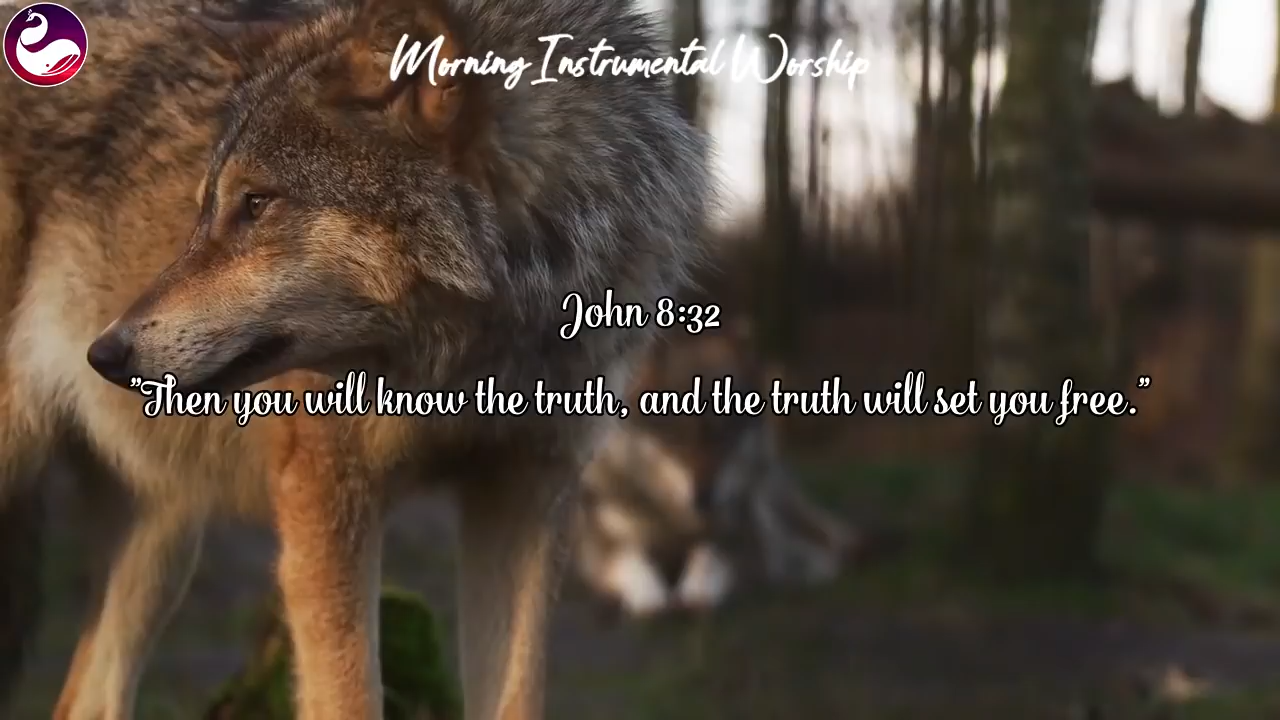 Morning Instrumental Worship
John 8:32
"Then you will know the truth, and the truth will set you free."